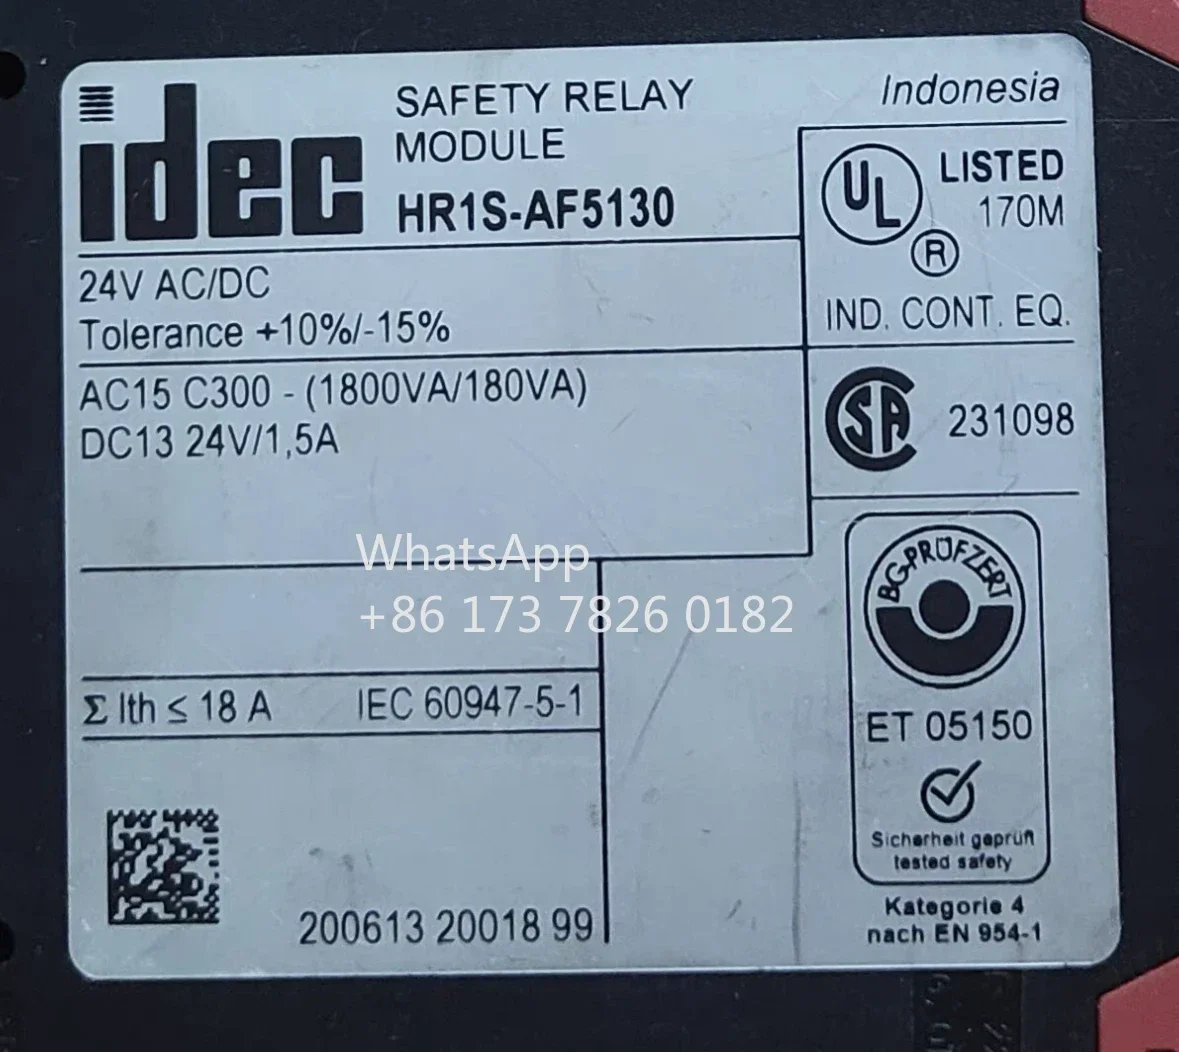 idec
SAFETY RELAY
MODULE
HR1S-AF5130
Indonesia
UL
LISTED
170M
®
IND. CONT. EQ.
24V AC/DC
Tolerance +10%/-15%
AC15 C300 - (1800VA/180VA)
DC13 24V/1,5A
SA
231098
WhatsApp
+86 173 7826 0182
Σ Ith ≤ 18 A
IEC 60947-5-1
200613 20018 99
BG-PRÜFZERT
ET 05150
Sicherheit geprüft
tested safety
Kategorie 4
nach EN 954-1